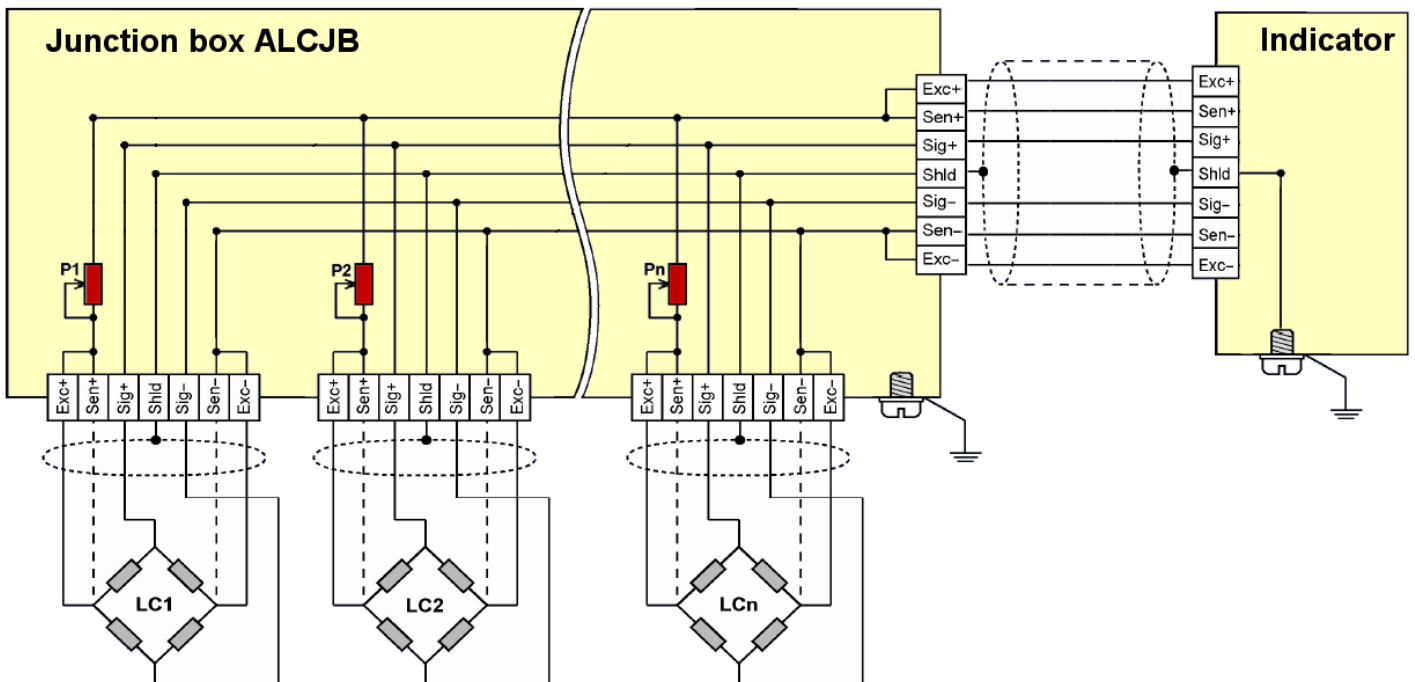 Junction box ALCJB
Indicator
Exc+
Sen+
Sig+
Shld
Sig−
Sen−
Exc−
Exc+
Sen+
Sig+
Shld
Sig−
Sen−
Exc−
P1
P2
Pn
Exc+
Sen+
Sig+
Shld
Sig−
Sen−
Exc−
Exc+
Sen+
Sig+
Shld
Sig−
Sen−
Exc−
Exc+
Sen+
Sig+
Shld
Sig−
Sen−
Exc−
LC1
LC2
LCn